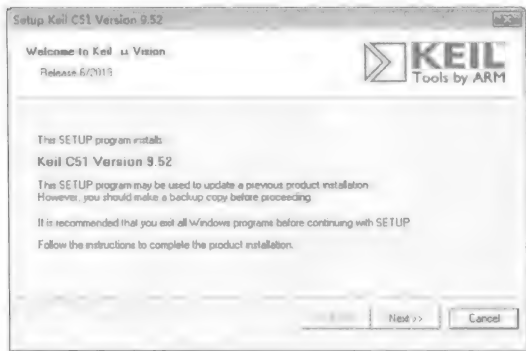 Setup Keil C51 Version 9.52
Welcome to Keil µ Vision
Release 6/2013
KEIL
Tools by ARM
This SETUP program installs:
Keil C51 Version 9.52
This SETUP program may be used to update a previous product installation.
However, you should make a backup copy before proceeding.
It is recommended that you exit all Windows programs before continuing with SETUP.
Follow the instructions to complete the product installation.
Next >>
Cancel